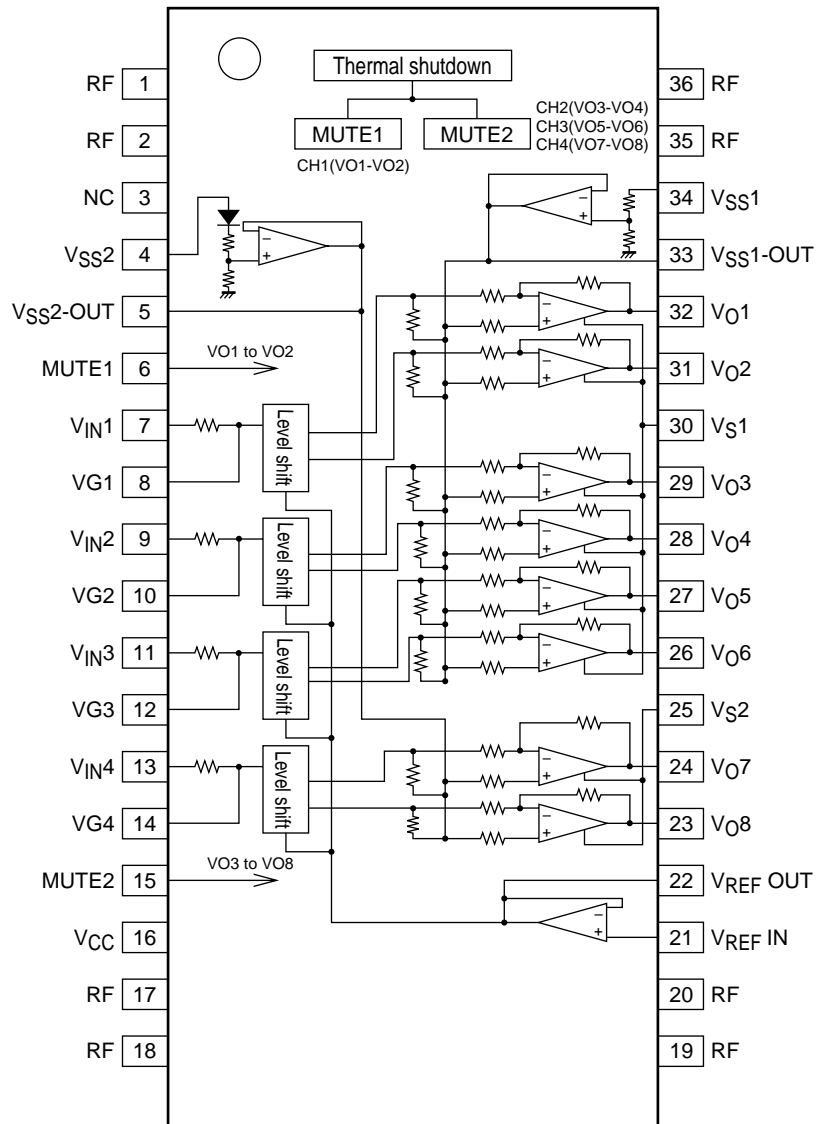 Thermal shutdown
MUTE1
MUTE2
CH1(VO1-VO2)
CH2(VO3-VO4)
CH3(VO5-VO6)
CH4(VO7-VO8)
RF 1
RF 2
NC 3
VSS2 4
VSS2-OUT 5
MUTE1 6
VO1 to VO2
VIN1 7
VG1 8
VIN2 9
VG2 10
VIN3 11
VG3 12
VIN4 13
VG4 14
MUTE2 15
VO3 to VO8
VCC 16
RF 17
RF 18
Level shift
Level shift
Level shift
Level shift
− +
− +
− +
− +
− +
− +
− +
− +
− +
− +
− +
36 RF
35 RF
34 VSS1
33 VSS1-OUT
32 VO1
31 VO2
30 VS1
29 VO3
28 VO4
27 VO5
26 VO6
25 VS2
24 VO7
23 VO8
22 VREF OUT
21 VREF IN
20 RF
19 RF